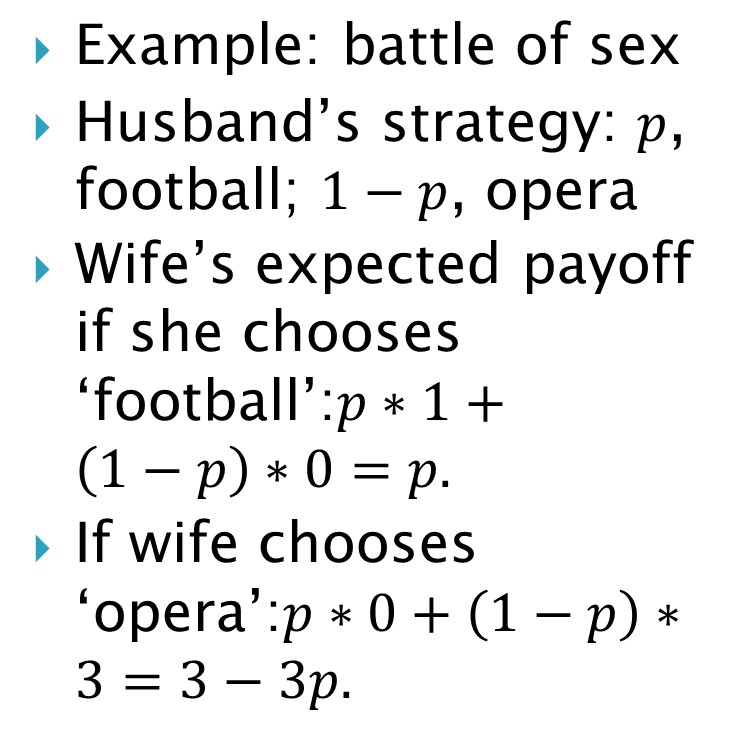 Example: battle of sex
Husband’s strategy: p,
football; 1 − p, opera
Wife’s expected payoff
if she chooses
‘football’:p ∗ 1 +
(1 − p) ∗ 0 = p.
If wife chooses
‘opera’:p ∗ 0 + (1 − p) ∗
3 = 3 − 3p.